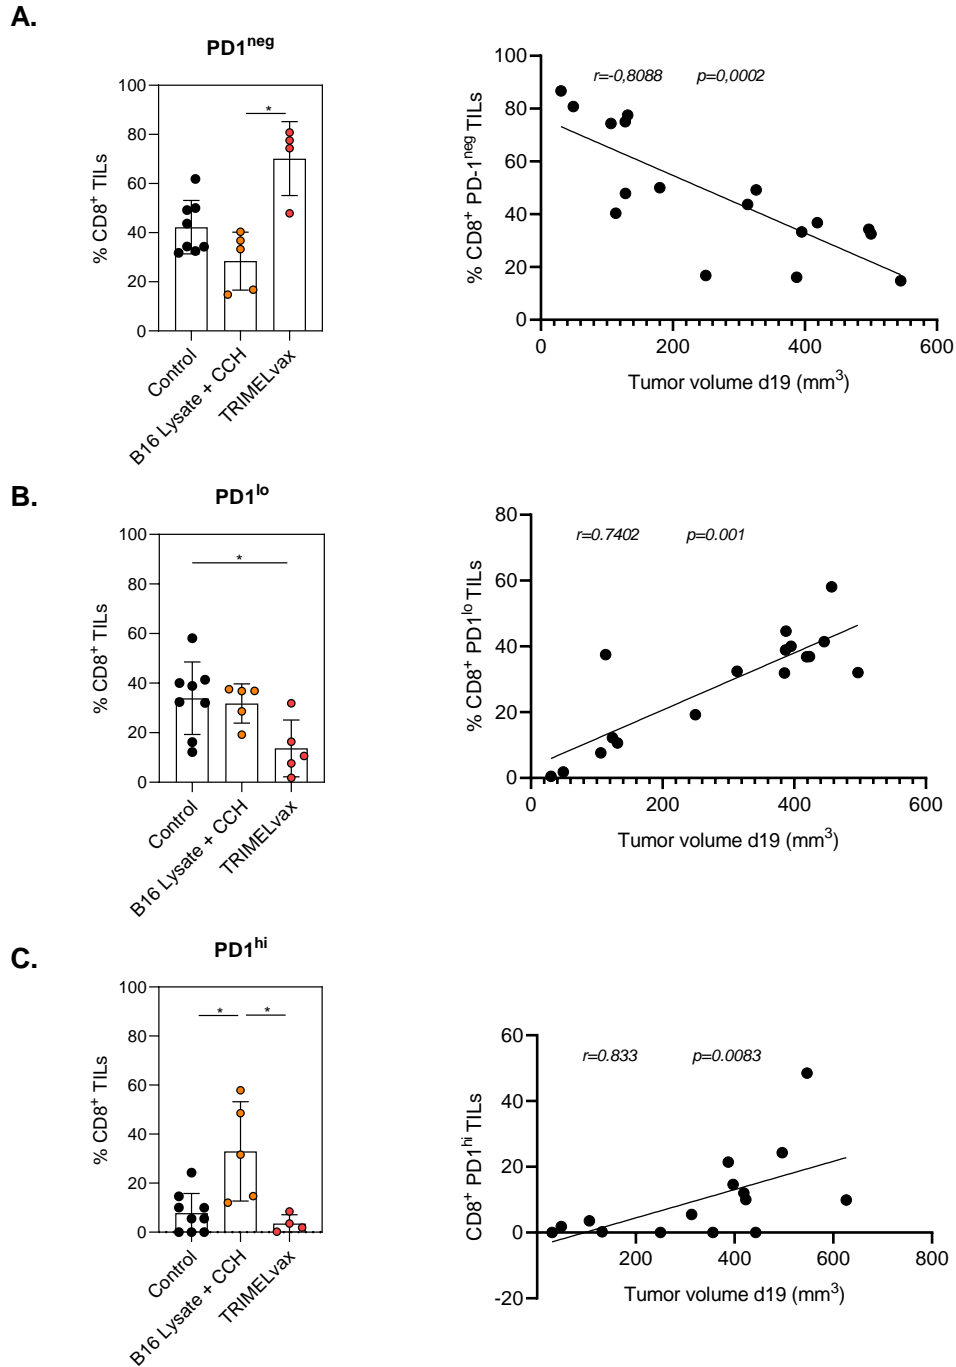 A.
PD1neg
% CD8+ TILs
100
80
60
40
20
0
*
Control
B16 Lysate + CCH
TRIMELvax
r=-0,8088 p=0,0002
% CD8+ PD-1neg TILs
100
80
60
40
20
0
0 200 400 600
Tumor volume d19 (mm3)
B.
PD1lo
% CD8+ TILs
100
80
60
40
20
0
*
Control
B16 Lysate + CCH
TRIMELvax
r=0.7402 p=0.001
% CD8+ PD1lo TILs
80
60
40
20
0
0 200 400 600
Tumor volume d19 (mm3)
C.
PD1hi
% CD8+ TILs
100
80
60
40
20
0
* *
Control
B16 Lysate + CCH
TRIMELvax
r=0.833 p=0.0083
CD8+ PD1hi TILs
60
40
20
0
-20
200 400 600 800
Tumor volume d19 (mm3)